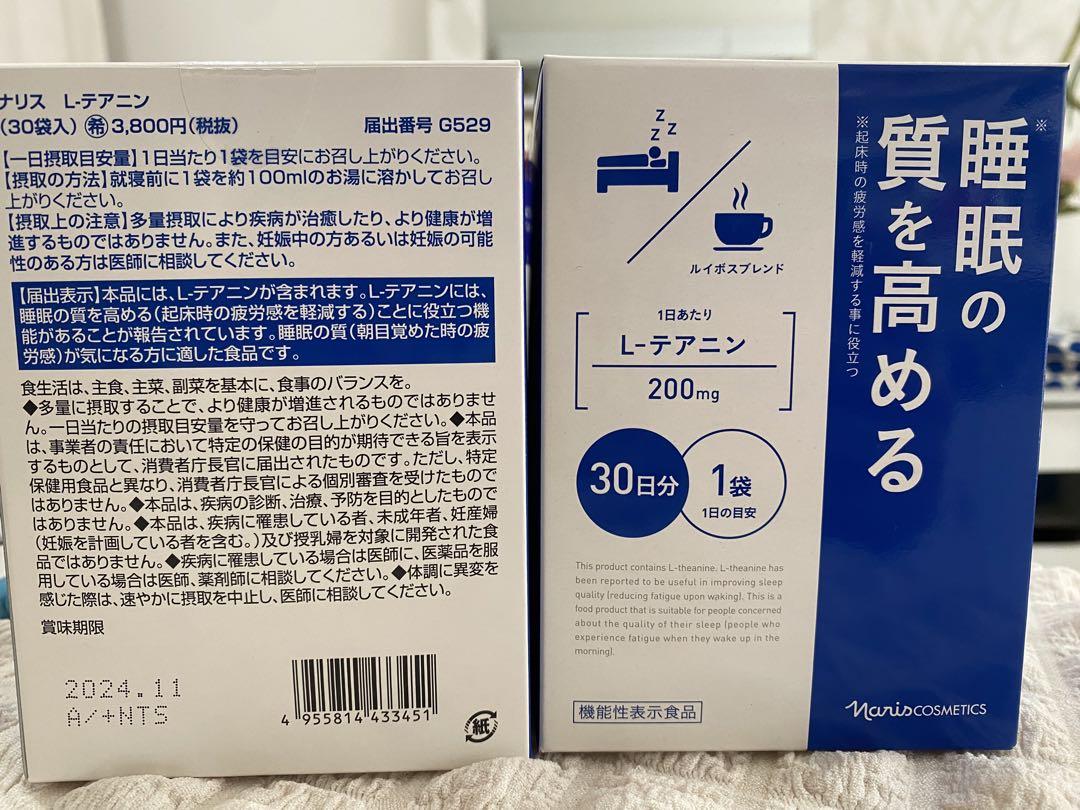 ナリス L-テアニン
(30袋入) ㊒3,800円(税抜) 届出番号 G529
【一日摂取目安量】1日当たり1袋を目安にお召し上がりください。
【摂取の方法】就寝前に1袋を約100mlのお湯に溶かしてお召し
上がりください。
【摂取上の注意】多量摂取により疾病が治癒したり、より健康が増
進するものではありません。また、妊娠中の方あるいは妊娠の可能
性のある方は医師に相談してください。
【届出表示】本品には、L-テアニンが含まれます。L-テアニンには、
睡眠の質を高める(起床時の疲労感を軽減する)ことに役立つ機
能があることが報告されています。睡眠の質(朝目覚めた時の疲
労感)が気になる方に適した食品です。
食生活は、主食、主菜、副菜を基本に、食事のバランスを。
◆多量に摂取することで、より健康が増進されるものではありませ
ん。一日当たりの摂取目安量を守ってお召し上がりください。◆本品
は、事業者の責任において特定の保健の目的が期待できる旨を表示
するものとして、消費者庁長官に届出されたものです。ただし、特定
保健用食品と異なり、消費者庁長官による個別審査を受けたもので
はありません。◆本品は、疾病の診断、治療、予防を目的としたもので
はありません。◆本品は、疾病に罹患している者、未成年者、妊産婦
(妊娠を計画している者を含む。)及び授乳婦を対象に開発された食
品ではありません。◆疾病に罹患している場合は医師に、医薬品を服
用している場合は医師、薬剤師に相談してください。◆体調に異変を
感じた際は、速やかに摂取を中止し、医師に相談してください。
賞味期限
2024.11
A/+NTS
4 955814 433451
紙
睡眠の※
質を高める
※起床時の疲労感を軽減する事に役立つ
z z z
ルイボスブレンド
1日あたり
L-テアニン
200mg
30日分
1袋
1日の目安
This product contains L-theanine. L-theanine has
been reported to be useful in improving sleep
quality (reducing fatigue upon waking). This is a
food product that is suitable for people concerned
about the quality of their sleep (people who
experience fatigue when they wake up in the
morning).
機能性表示食品
naris COSMETICS